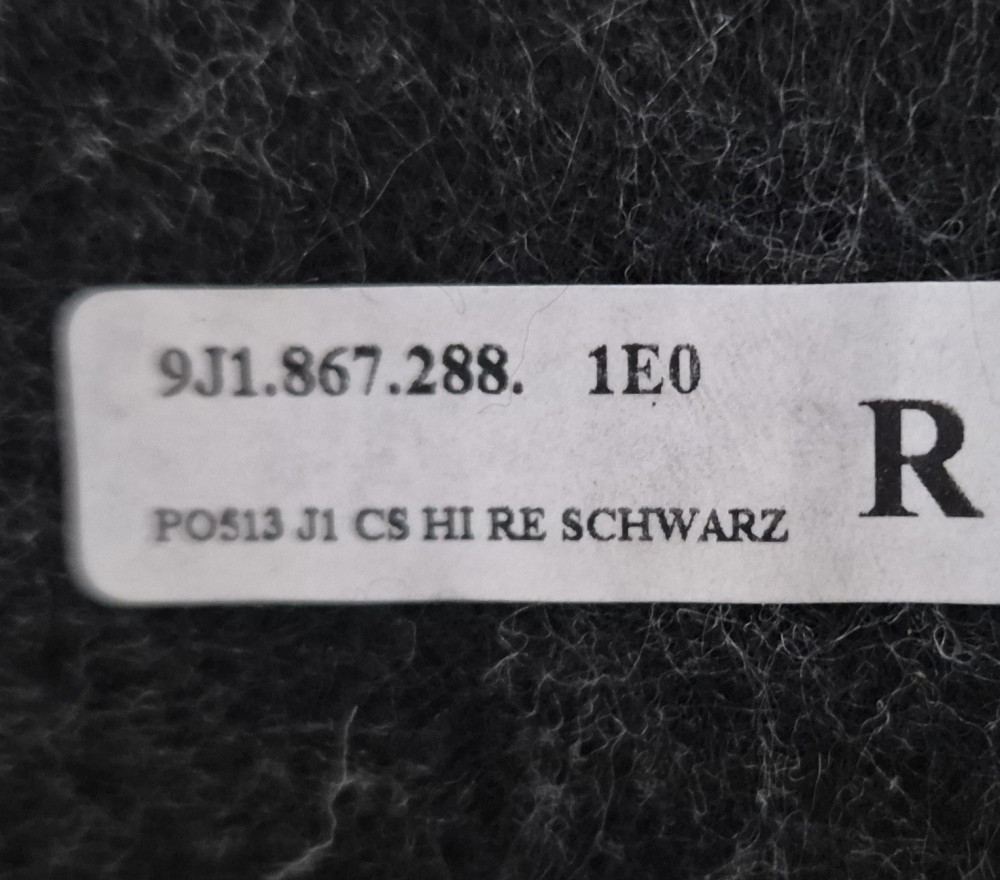 9J1.867.288. 1E0
R
PO513 J1 CS HI RE SCHWARZ